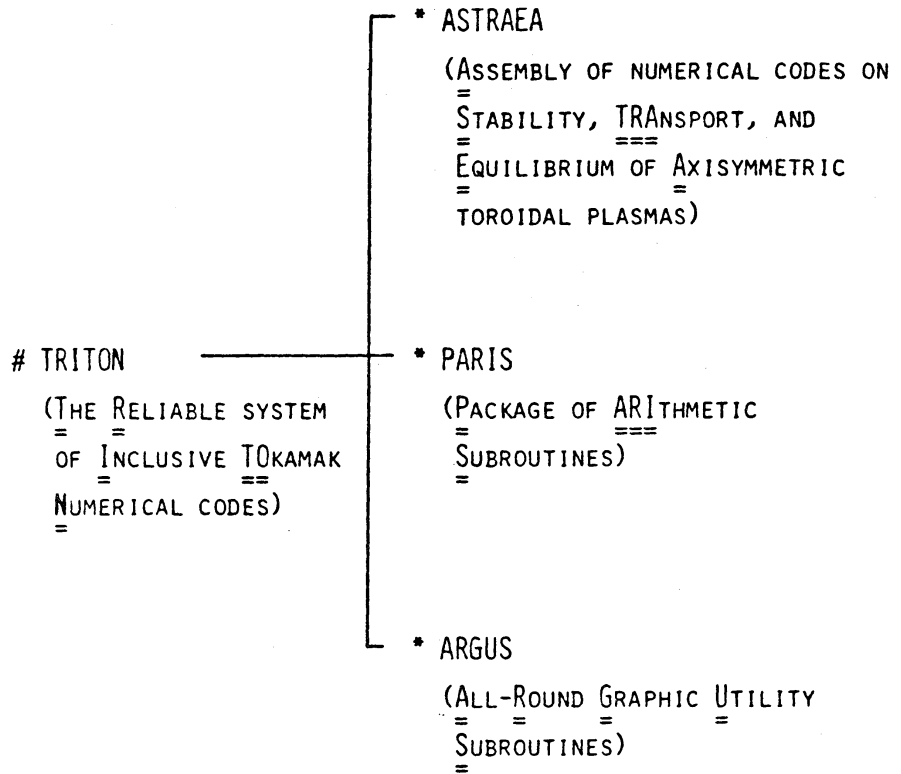 * ASTRAEA
(ASSEMBLY OF NUMERICAL CODES ON
STABILITY, TRANSPORT, AND
EQUILIBRIUM OF AXISYMMETRIC
TOROIDAL PLASMAS)
# TRITON
(THE RELIABLE SYSTEM
OF INCLUSIVE TOKAMAK
NUMERICAL CODES)
* PARIS
(PACKAGE OF ARITHMETIC
SUBROUTINES)
* ARGUS
(ALL-ROUND GRAPHIC UTILITY
SUBROUTINES)